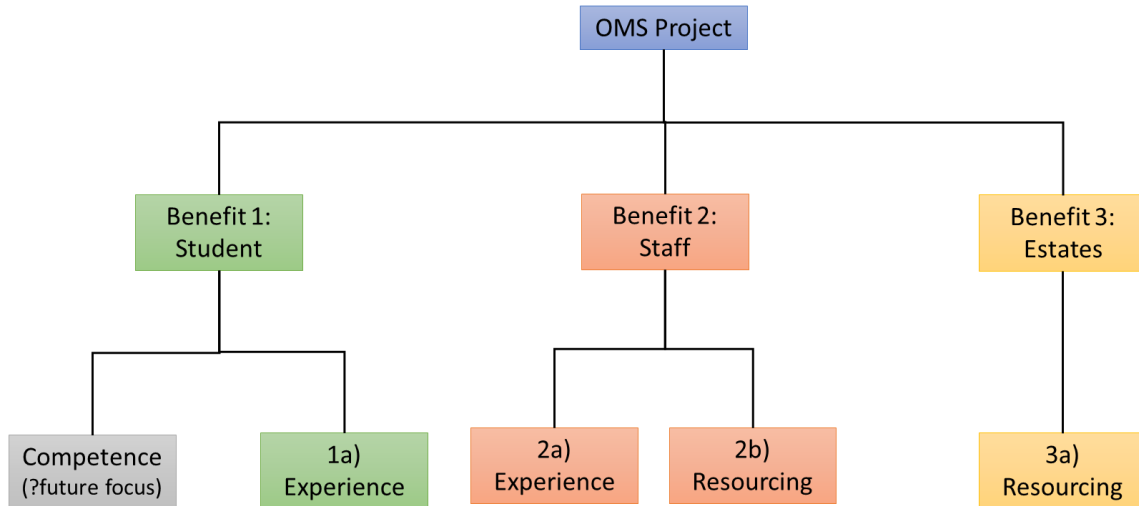 OMS Project
Benefit 1:
Student
Benefit 2:
Staff
Benefit 3:
Estates
Competence
(?future focus)
1a)
Experience
2a)
Experience
2b)
Resourcing
3a)
Resourcing